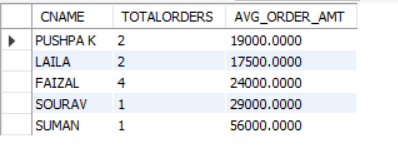 CNAME TOTALORDERS AVG_ORDER_AMT
PUSHPA K 2 19000.0000
LAILA 2 17500.0000
FAIZAL 4 24000.0000
SOURAV 1 29000.0000
SUMAN 1 56000.0000